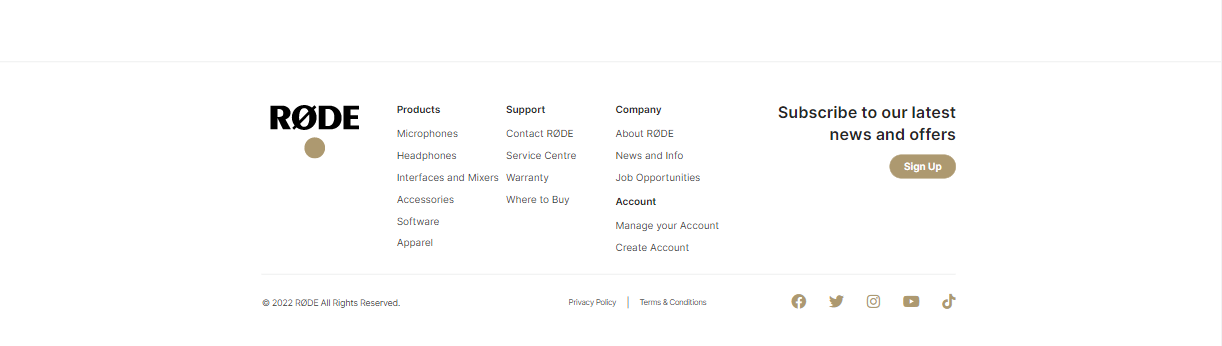 RØDE
Products
Microphones
Headphones
Interfaces and Mixers
Accessories
Software
Apparel
Support
Contact RØDE
Service Centre
Warranty
Where to Buy
Company
About RØDE
News and Info
Job Opportunities
Account
Manage your Account
Create Account
Subscribe to our latest
news and offers
Sign Up
© 2022 RØDE All Rights Reserved.
Privacy Policy
Terms & Conditions